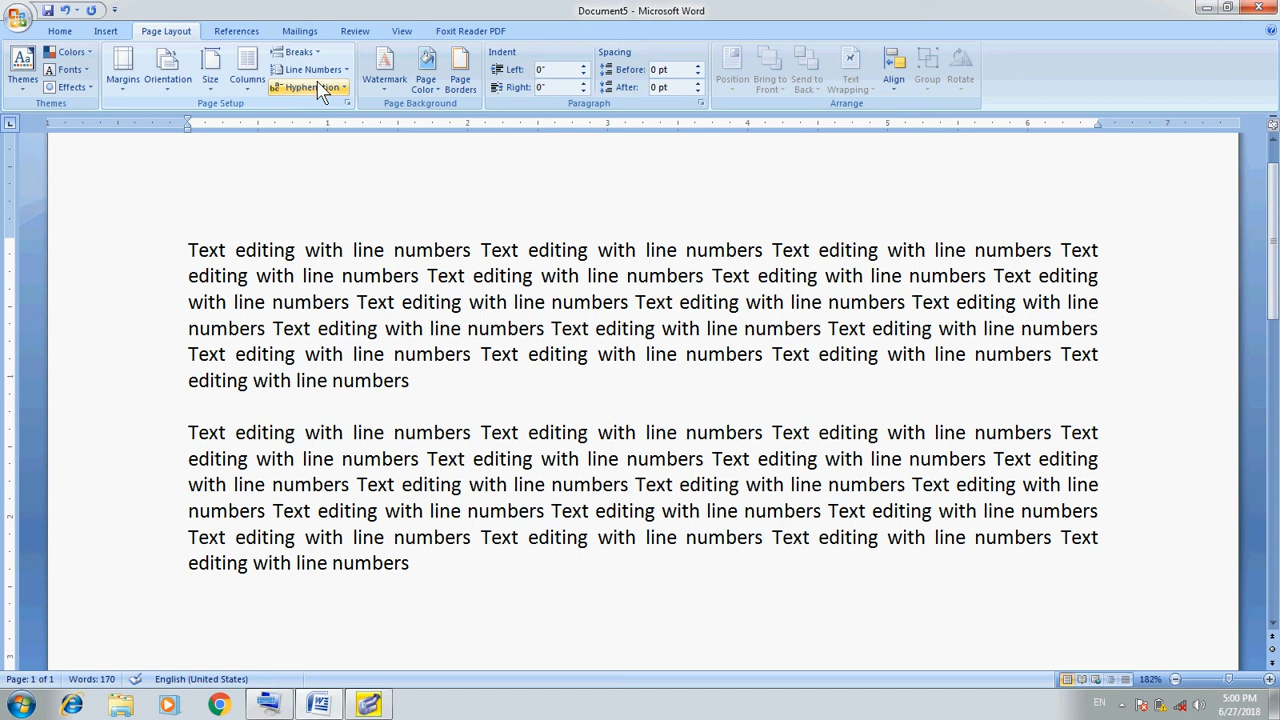 Document5 - Microsoft Word
Home Insert Page Layout References Mailings Review View Foxit Reader PDF
Themes Colors Fonts Effects Themes
Margins Orientation Size Columns Breaks Line Numbers Hyphenation Page Setup
Watermark Page Color Page Borders Page Background
Indent Left: 0" Right: 0" Spacing Before: 0 pt After: 0 pt Paragraph
Position Bring to Front Send to Back Text Wrapping Align Group Rotate Arrange
1 1 2 3 4 5 6 7
Text editing with line numbers Text editing with line numbers Text editing with line numbers Text
editing with line numbers Text editing with line numbers Text editing with line numbers Text editing
with line numbers Text editing with line numbers Text editing with line numbers Text editing with line
numbers Text editing with line numbers Text editing with line numbers Text editing with line numbers
Text editing with line numbers Text editing with line numbers Text editing with line numbers Text
editing with line numbers
Text editing with line numbers Text editing with line numbers Text editing with line numbers Text
editing with line numbers Text editing with line numbers Text editing with line numbers Text editing
with line numbers Text editing with line numbers Text editing with line numbers Text editing with line
numbers Text editing with line numbers Text editing with line numbers Text editing with line numbers
Text editing with line numbers Text editing with line numbers Text editing with line numbers Text
editing with line numbers
Page: 1 of 1 Words: 170 English (United States) 182%
EN 5:00 PM
6/27/2018